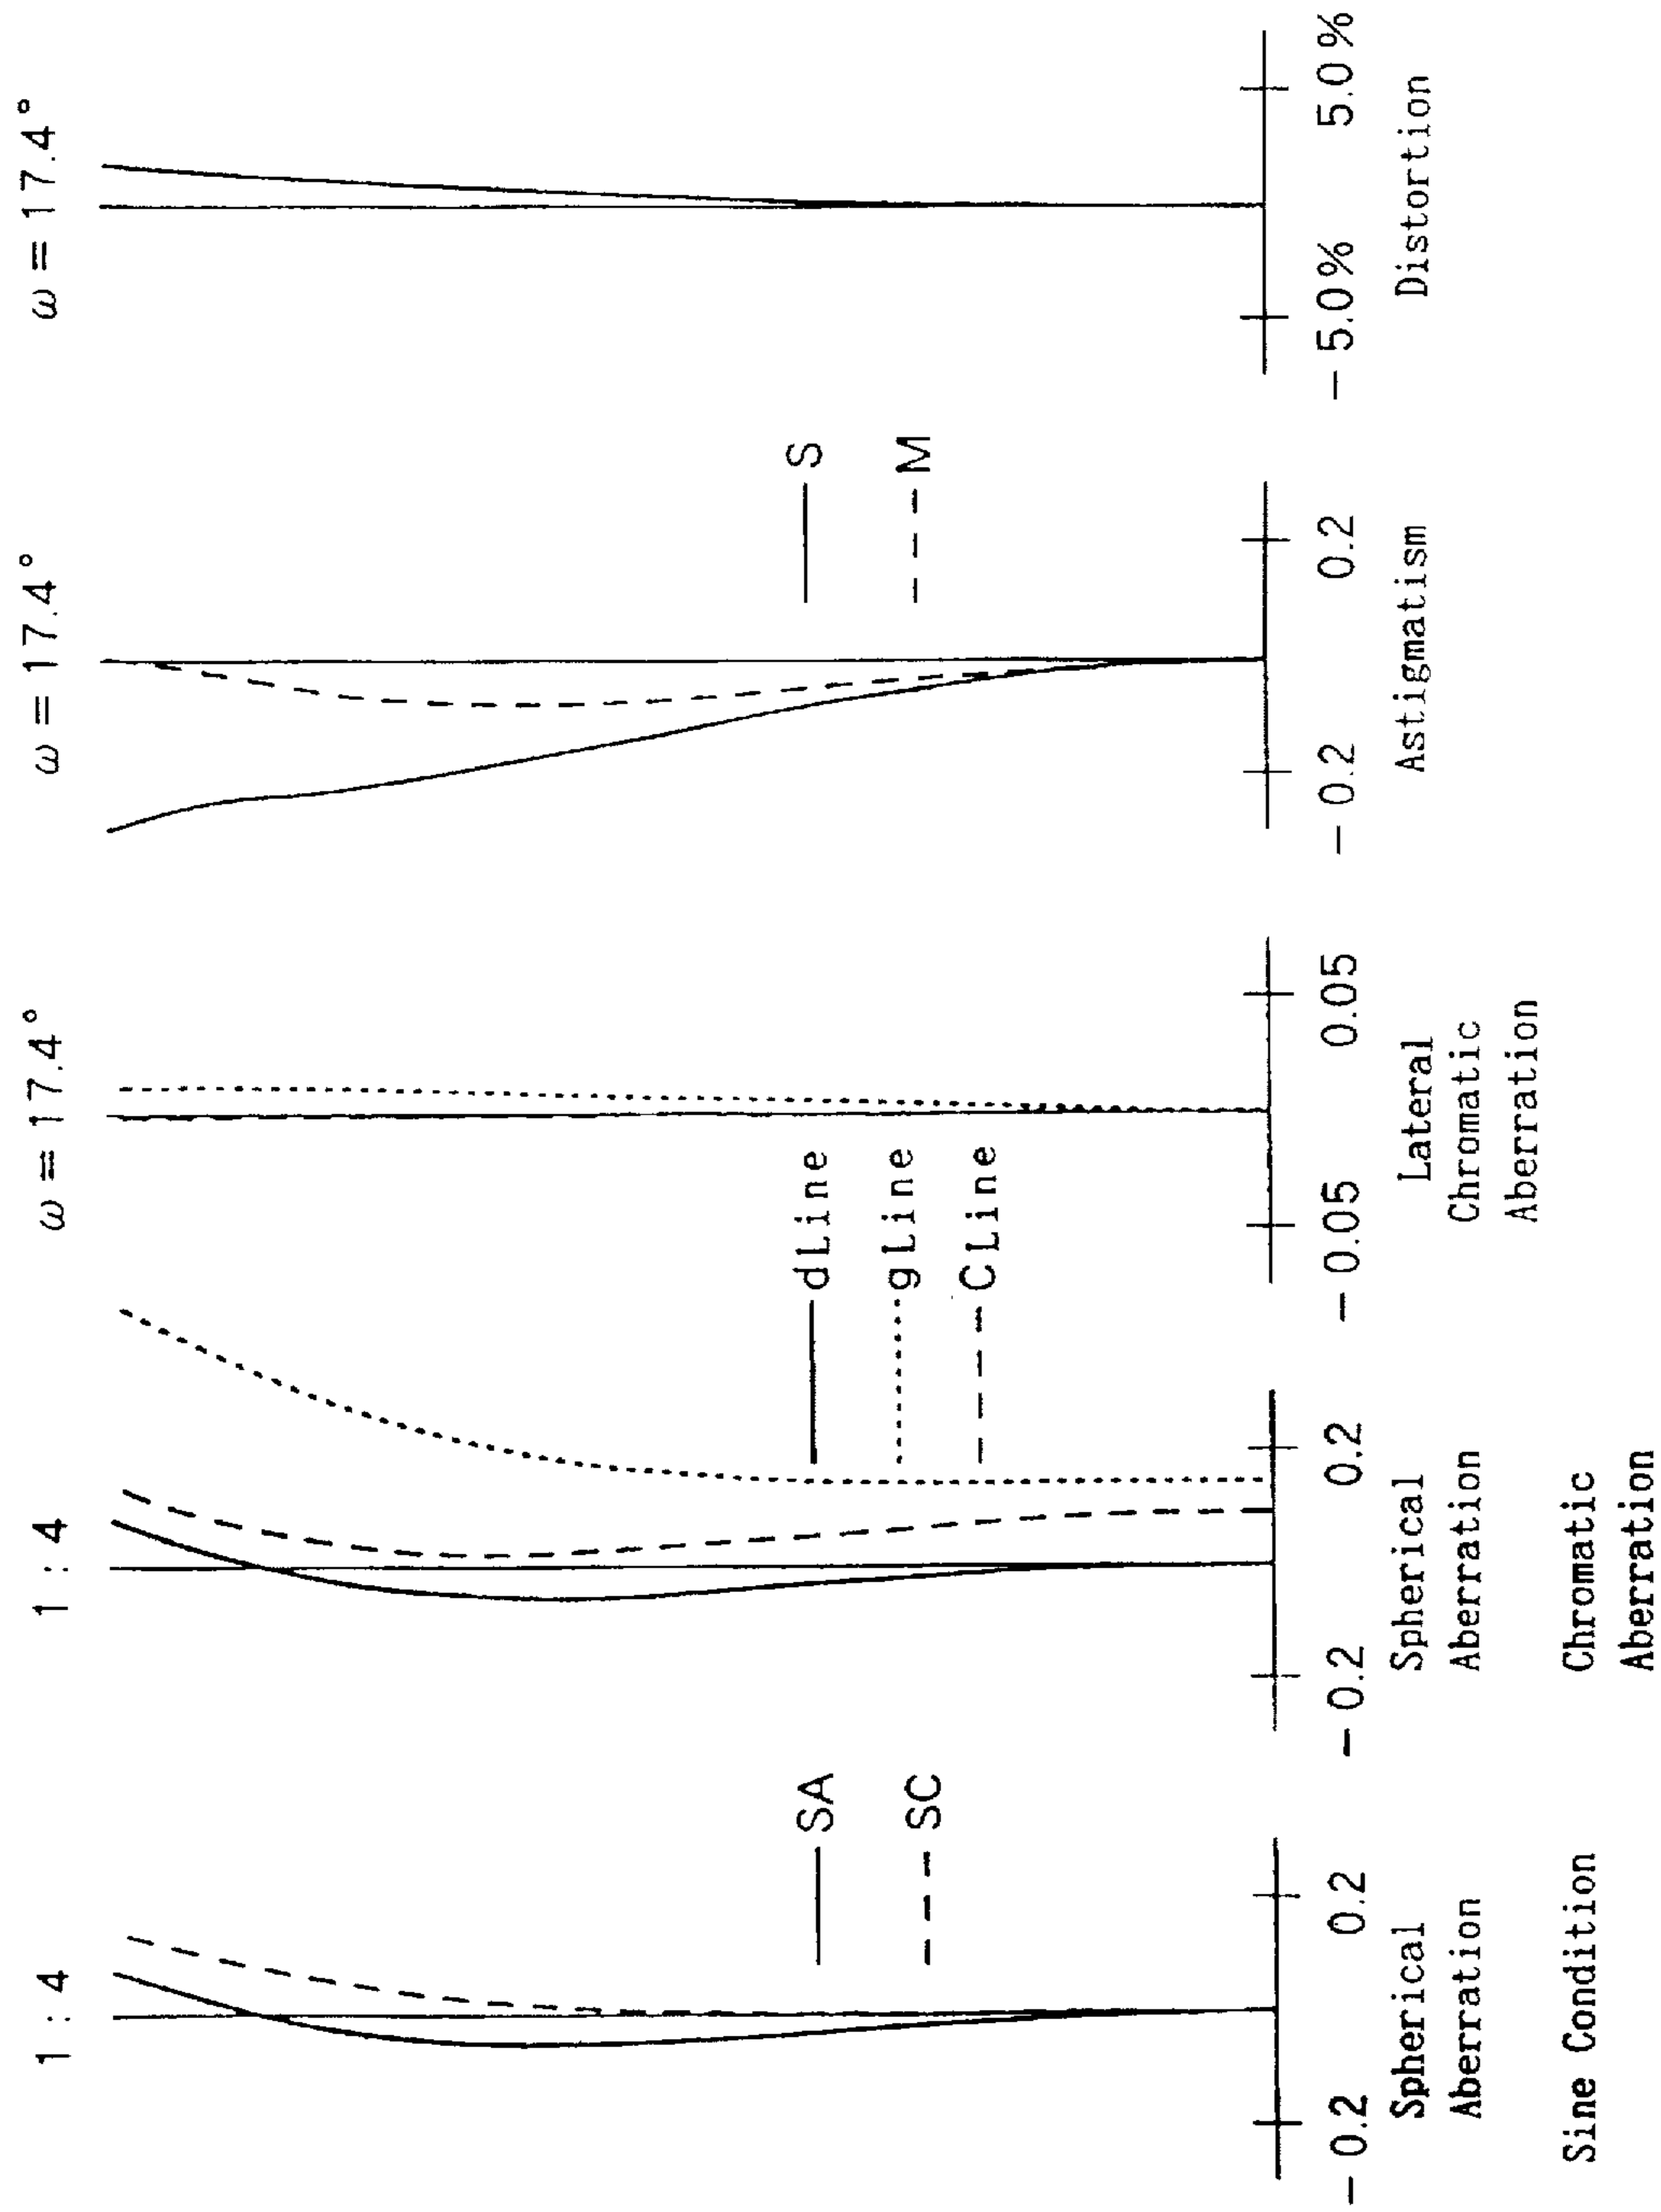 1 : 4
SA
SC
-0.2
0.2
Spherical
Aberration
Sine Condition
1 : 4
-0.2
0.2
Spherical
Aberration
Chromatic
Aberration
dLine
gLine
CLine
ω=17.4°
-0.05
0.05
Lateral
Chromatic
Aberration
ω=17.4°
S
M
-0.2
0.2
Astigmatism
ω=17.4°
-5.0%
5.0%
Distortion